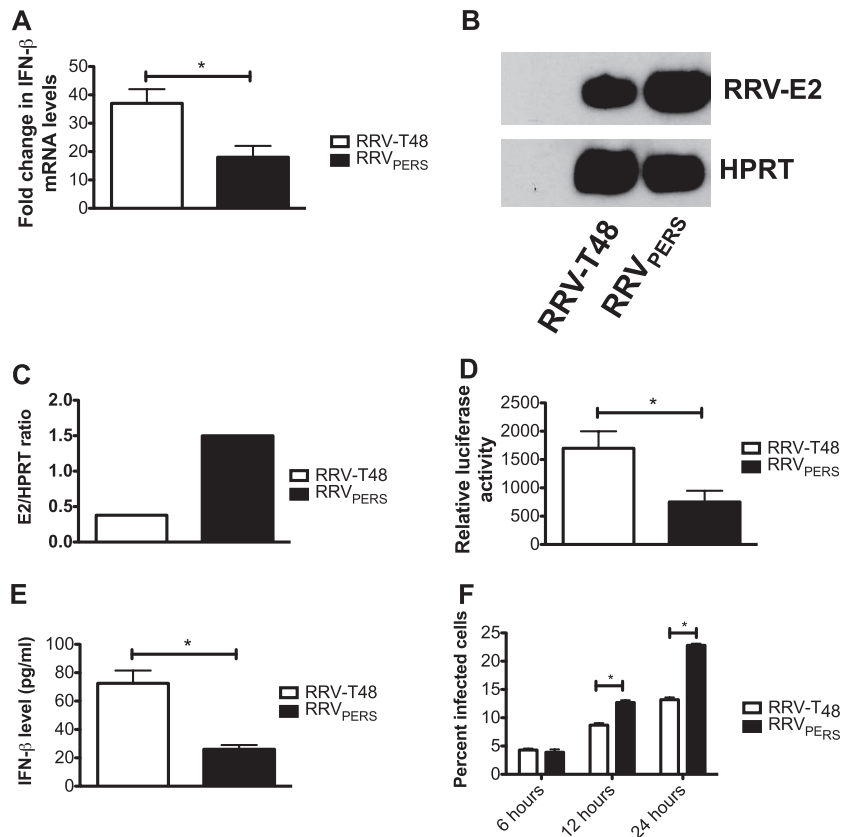 A
Fold change in IFN-β
mRNA levels
50
40
30
20
10
0
*
RRV-T48
RRVPERS
B
RRV-E2
HPRT
RRV-T48
RRVPERS
C
E2/HPRT ratio
2.0
1.5
1.0
0.5
0.0
RRV-T48
RRVPERS
D
Relative luciferase
activity
2500
2000
1500
1000
500
0
*
RRV-T48
RRVPERS
E
IFN-β level (pg/ml)
100
80
60
40
20
0
*
RRV-T48
RRVPERS
F
Percent infected cells
25
20
15
10
5
0
*
*
6 hours
12 hours
24 hours
RRV-T48
RRVPERS